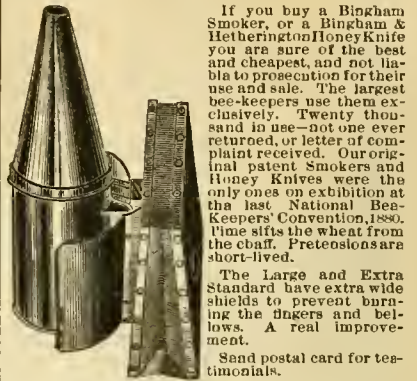 If you buy a Bingham
Smoker, or a Bingham &
Hetherington Honey Knife
you are sure of the best
and cheapest, and not lia-
ble to prosecution for their
use and sale. The largest
bee-keepers use them ex-
clusively. Twenty thou-
sand in use—not one ever
returned, or letter of com-
plaint received. Our orig-
inal patent Smokers and
Honey Knives were the
only ones on exhibition at
the last National Bee-
Keepers' Convention, 1880.
Time sifts the wheat from
the chaff. Pretensions are
short-lived.
The Large and Extra
Standard have extra wide
shields to prevent burn-
ing the fingers and bel-
lows. A real improve-
ment.
Send postal card for tes-
timonials.